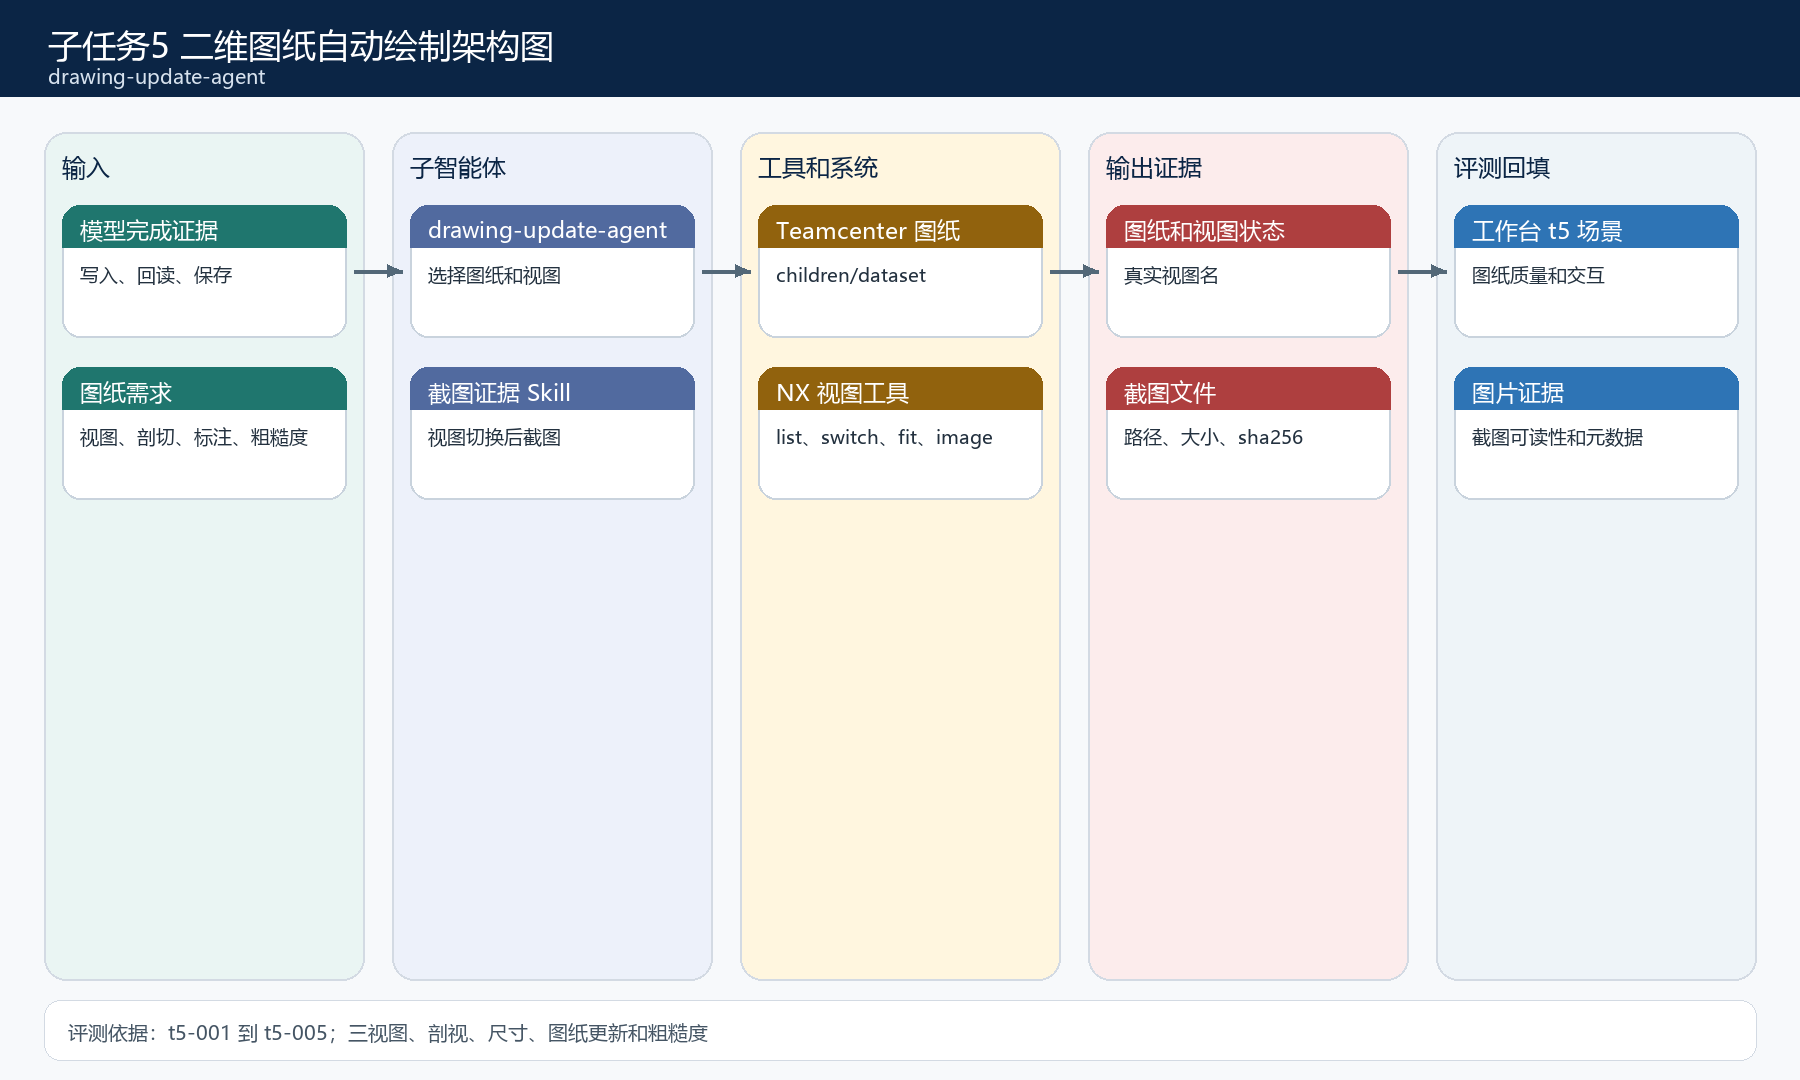 子任务5 二维图纸自动绘制架构图
drawing-update-agent
输入
模型完成证据
写入、回读、保存
图纸需求
视图、剖切、标注、粗糙度
子智能体
drawing-update-agent
选择图纸和视图
截图证据 Skill
视图切换后截图
工具和系统
Teamcenter 图纸
children/dataset
NX 视图工具
list、switch、fit、image
输出证据
图纸和视图状态
真实视图名
截图文件
路径、大小、sha256
评测回填
工作台 t5 场景
图纸质量和交互
图片证据
截图可读性和元数据
评测依据：t5-001 到 t5-005；三视图、剖视、尺寸、图纸更新和粗糙度